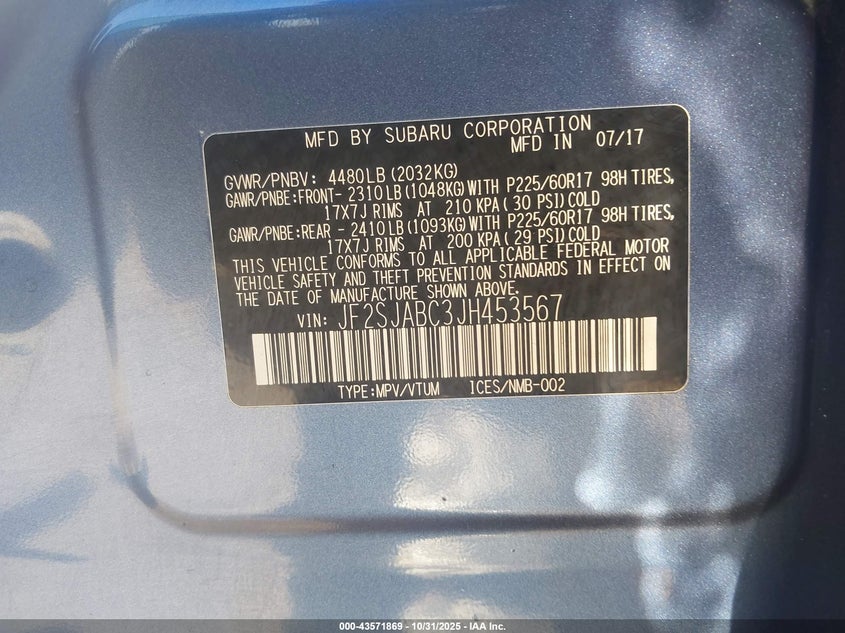 MFD BY SUBARU CORPORATION
MFD IN 07/17
GVWR/PNBV: 4480LB(2032KG)
GAWR/PNBE:FRONT- 2310LB(1048KG)WITH P225/60R17 98H TIRES,
17X7J RIMS AT 210 KPA(30 PSI)COLD
GAWR/PNBE:REAR - 2410LB(1093KG)WITH P225/60R17 98H TIRES,
17X7J RIMS AT 200 KPA(29 PSI)COLD
THIS VEHICLE CONFORMS TO ALL APPLICABLE FEDERAL MOTOR
VEHICLE SAFETY AND THEFT PREVENTION STANDARDS IN EFFECT ON
THE DATE OF MANUFACTURE SHOWN ABOVE.
VIN: JF2SJABC3JH453567
TYPE:MPV/VTUM ICES/NMB-002
000-43571869 • 10/31/2025 • IAA Inc.